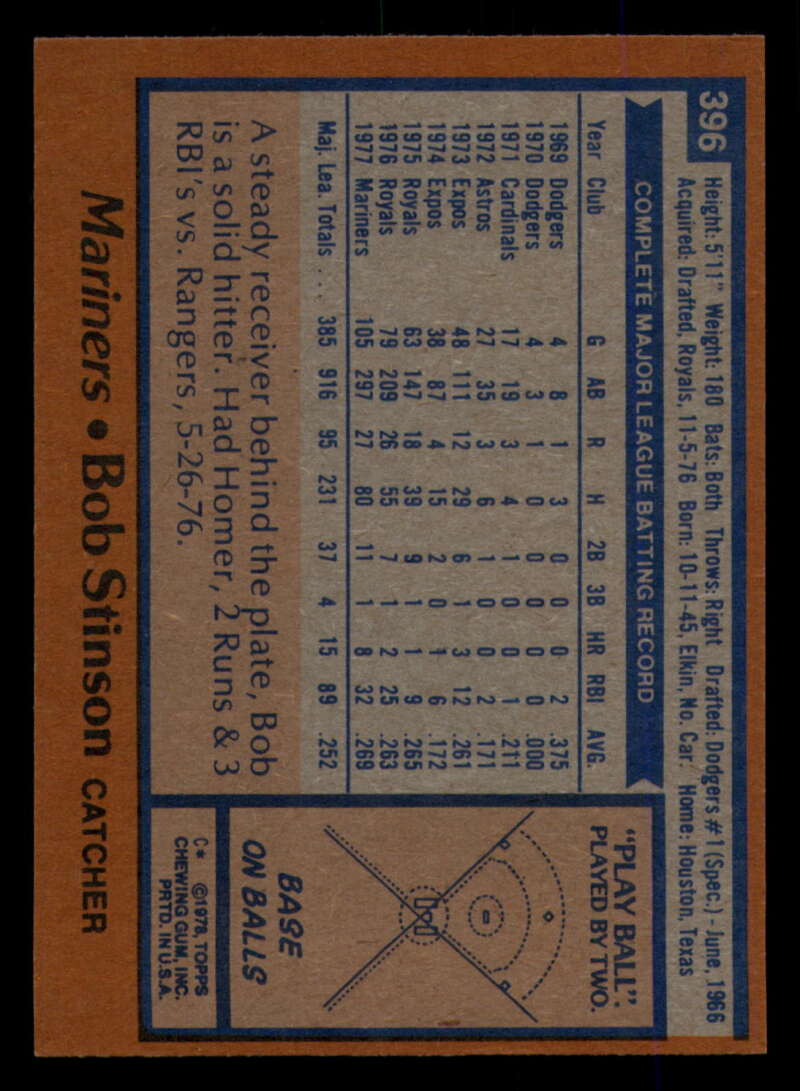 396
Height: 5'11" Weight: 180 Bats: Both Throws: Right Drafted: Dodgers #1 (Spec.) - June, 1966
Acquired: Drafted, Royals, 11-5-76 Born: 10-11-45, Elkin, No. Car. Home: Houston, Texas
COMPLETE MAJOR LEAGUE BATTING RECORD
Year Club G AB R H 2B 3B HR RBI AVG.
1969 Dodgers 4 8 1 3 0 0 0 2 .375
1970 Dodgers 4 3 1 0 0 0 0 0 .000
1971 Cardinals 17 19 3 4 1 0 0 1 .211
1972 Astros 27 35 3 6 1 0 0 2 .171
1973 Expos 48 111 12 29 6 1 3 12 .261
1974 Expos 38 87 4 15 2 0 1 6 .172
1975 Royals 63 147 18 39 9 1 1 9 .265
1976 Royals 79 209 26 55 7 1 2 25 .263
1977 Mariners 105 297 27 80 11 1 8 32 .269
Maj. Lea. Totals ... 385 916 95 231 37 4 15 89 .252
A steady receiver behind the plate, Bob
is a solid hitter. Had Homer, 2 Runs & 3
RBI's vs. Rangers, 5-26-76.
"PLAY BALL":
PLAYED BY TWO.
BASE
ON BALLS
C* ©1978, TOPPS
CHEWING GUM, INC.
PRTD. IN U.S.A.
Mariners • Bob Stinson CATCHER